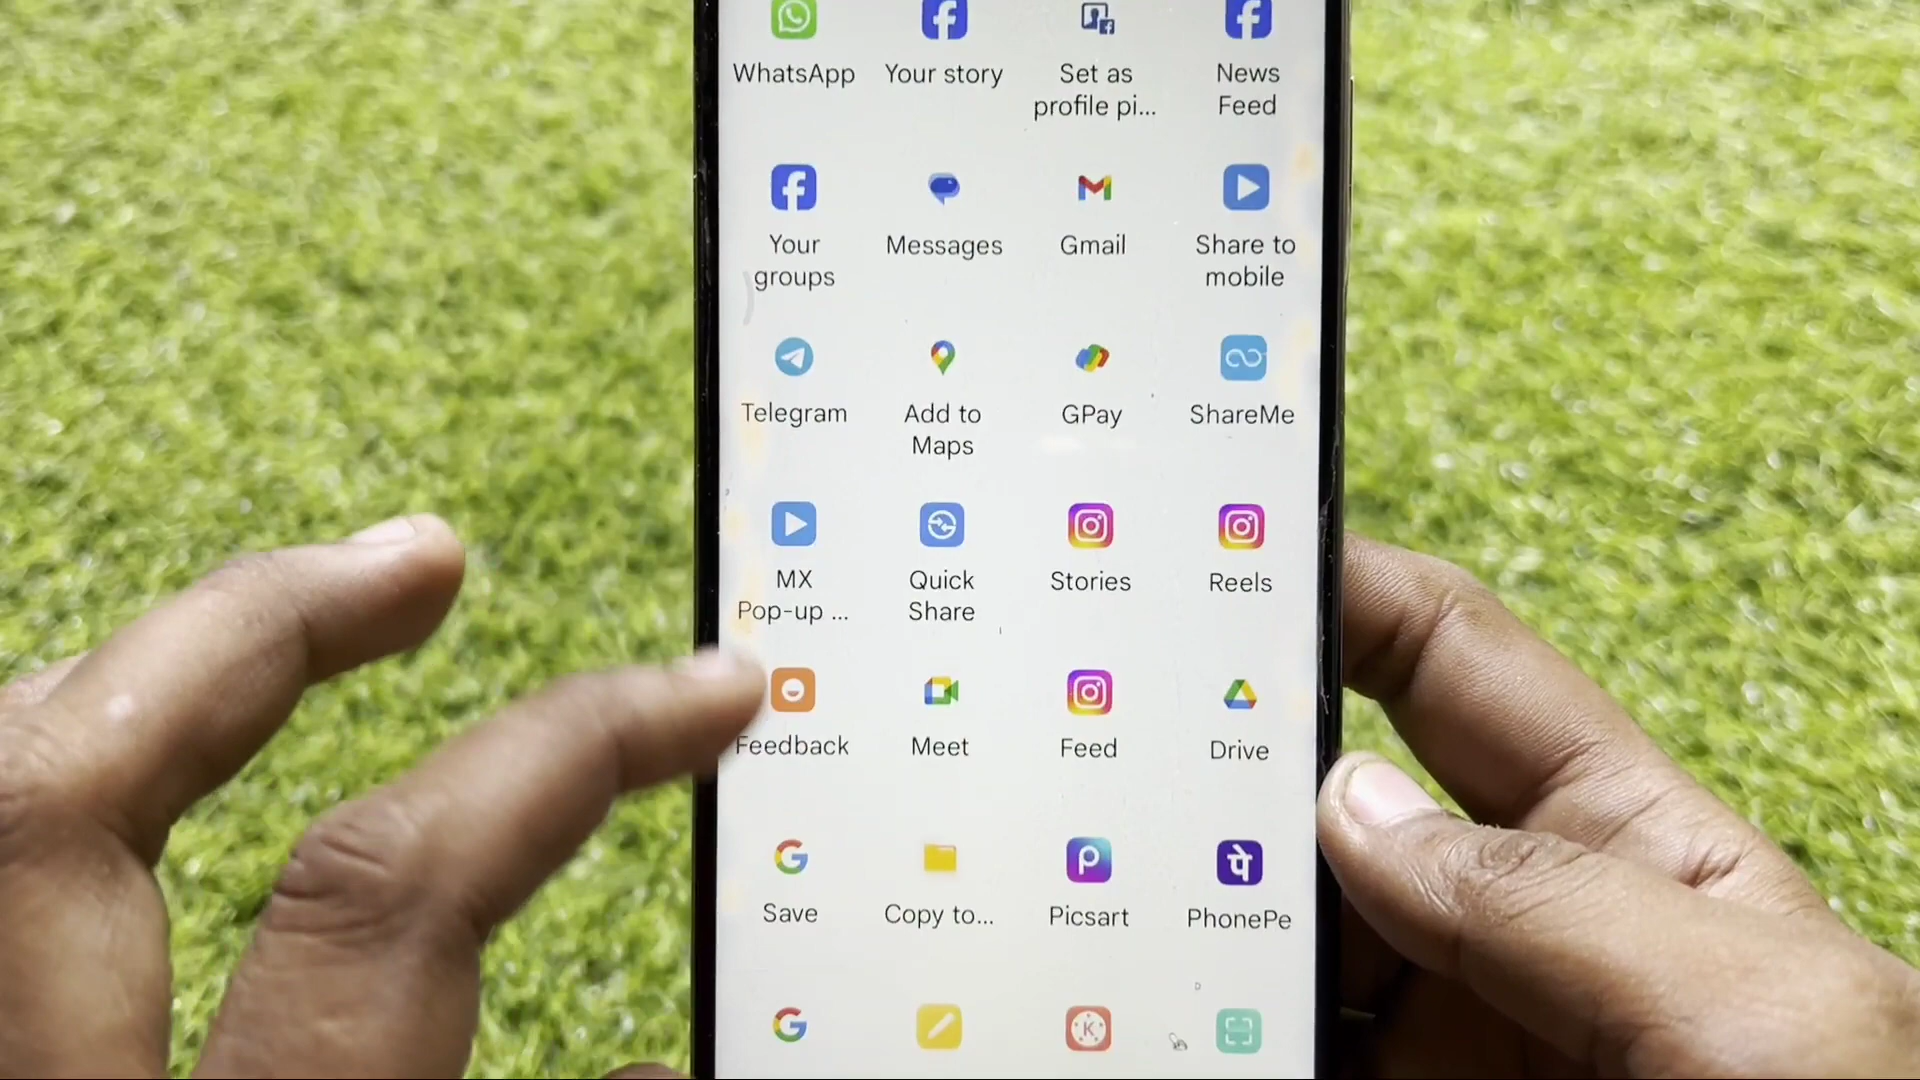 WhatsApp
Your story
Set as
profile pi...
News
Feed
Your
groups
Messages
Gmail
Share to
mobile
Telegram
Add to
Maps
GPay
ShareMe
MX
Pop-up ...
Quick
Share
Stories
Reels
Feedback
Meet
Feed
Drive
Save
Copy to...
Picsart
पे
PhonePe
K